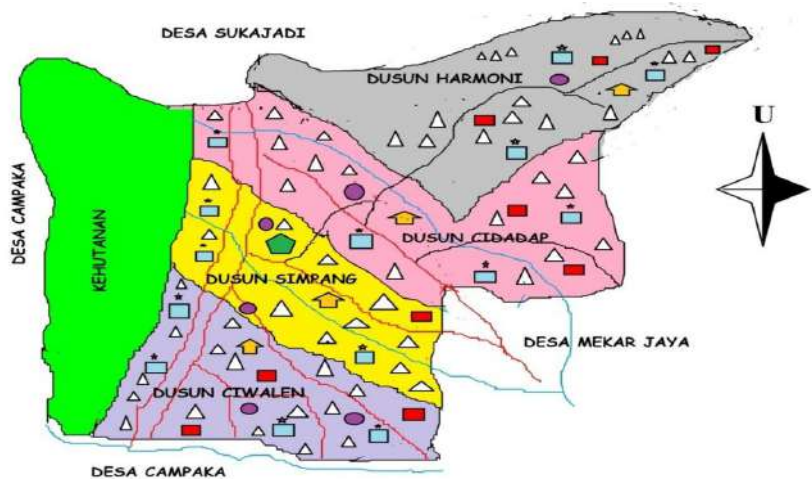 DESA SUKAJADI
DUSUN HARMONI
U
DESA CAMPAKA
KEHUTANAN
DUSUN CIDADAP
DUSUN SIMPANG
DESA MEKAR JAYA
DUSUN CIWALEN
DESA CAMPAKA